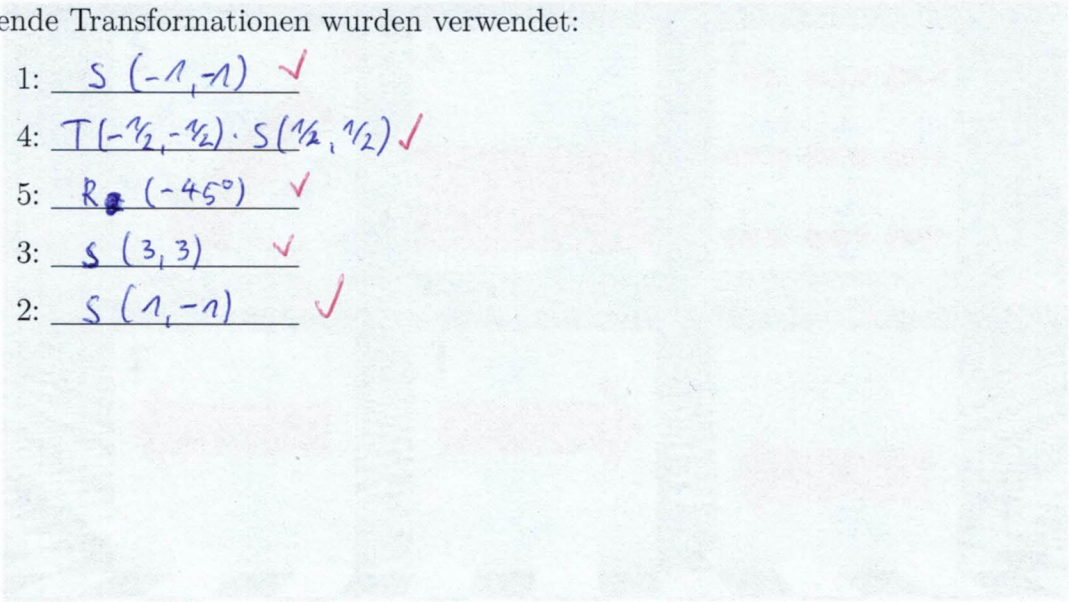 ende Transformationen wurden verwendet:
1: S (-1,-1) ✓
4: T(-1/2,-1/2) · S(1/2, 1/2) ✓
5: R (-45°) ✓
3: S (3,3) ✓
2: S (1,-1) ✓